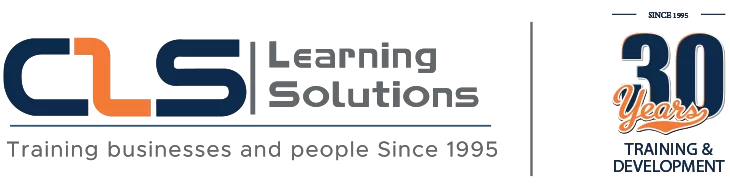 CLS
Learning
Solutions
Training businesses and people Since 1995
SINCE 1995
30
Years
TRAINING &
DEVELOPMENT